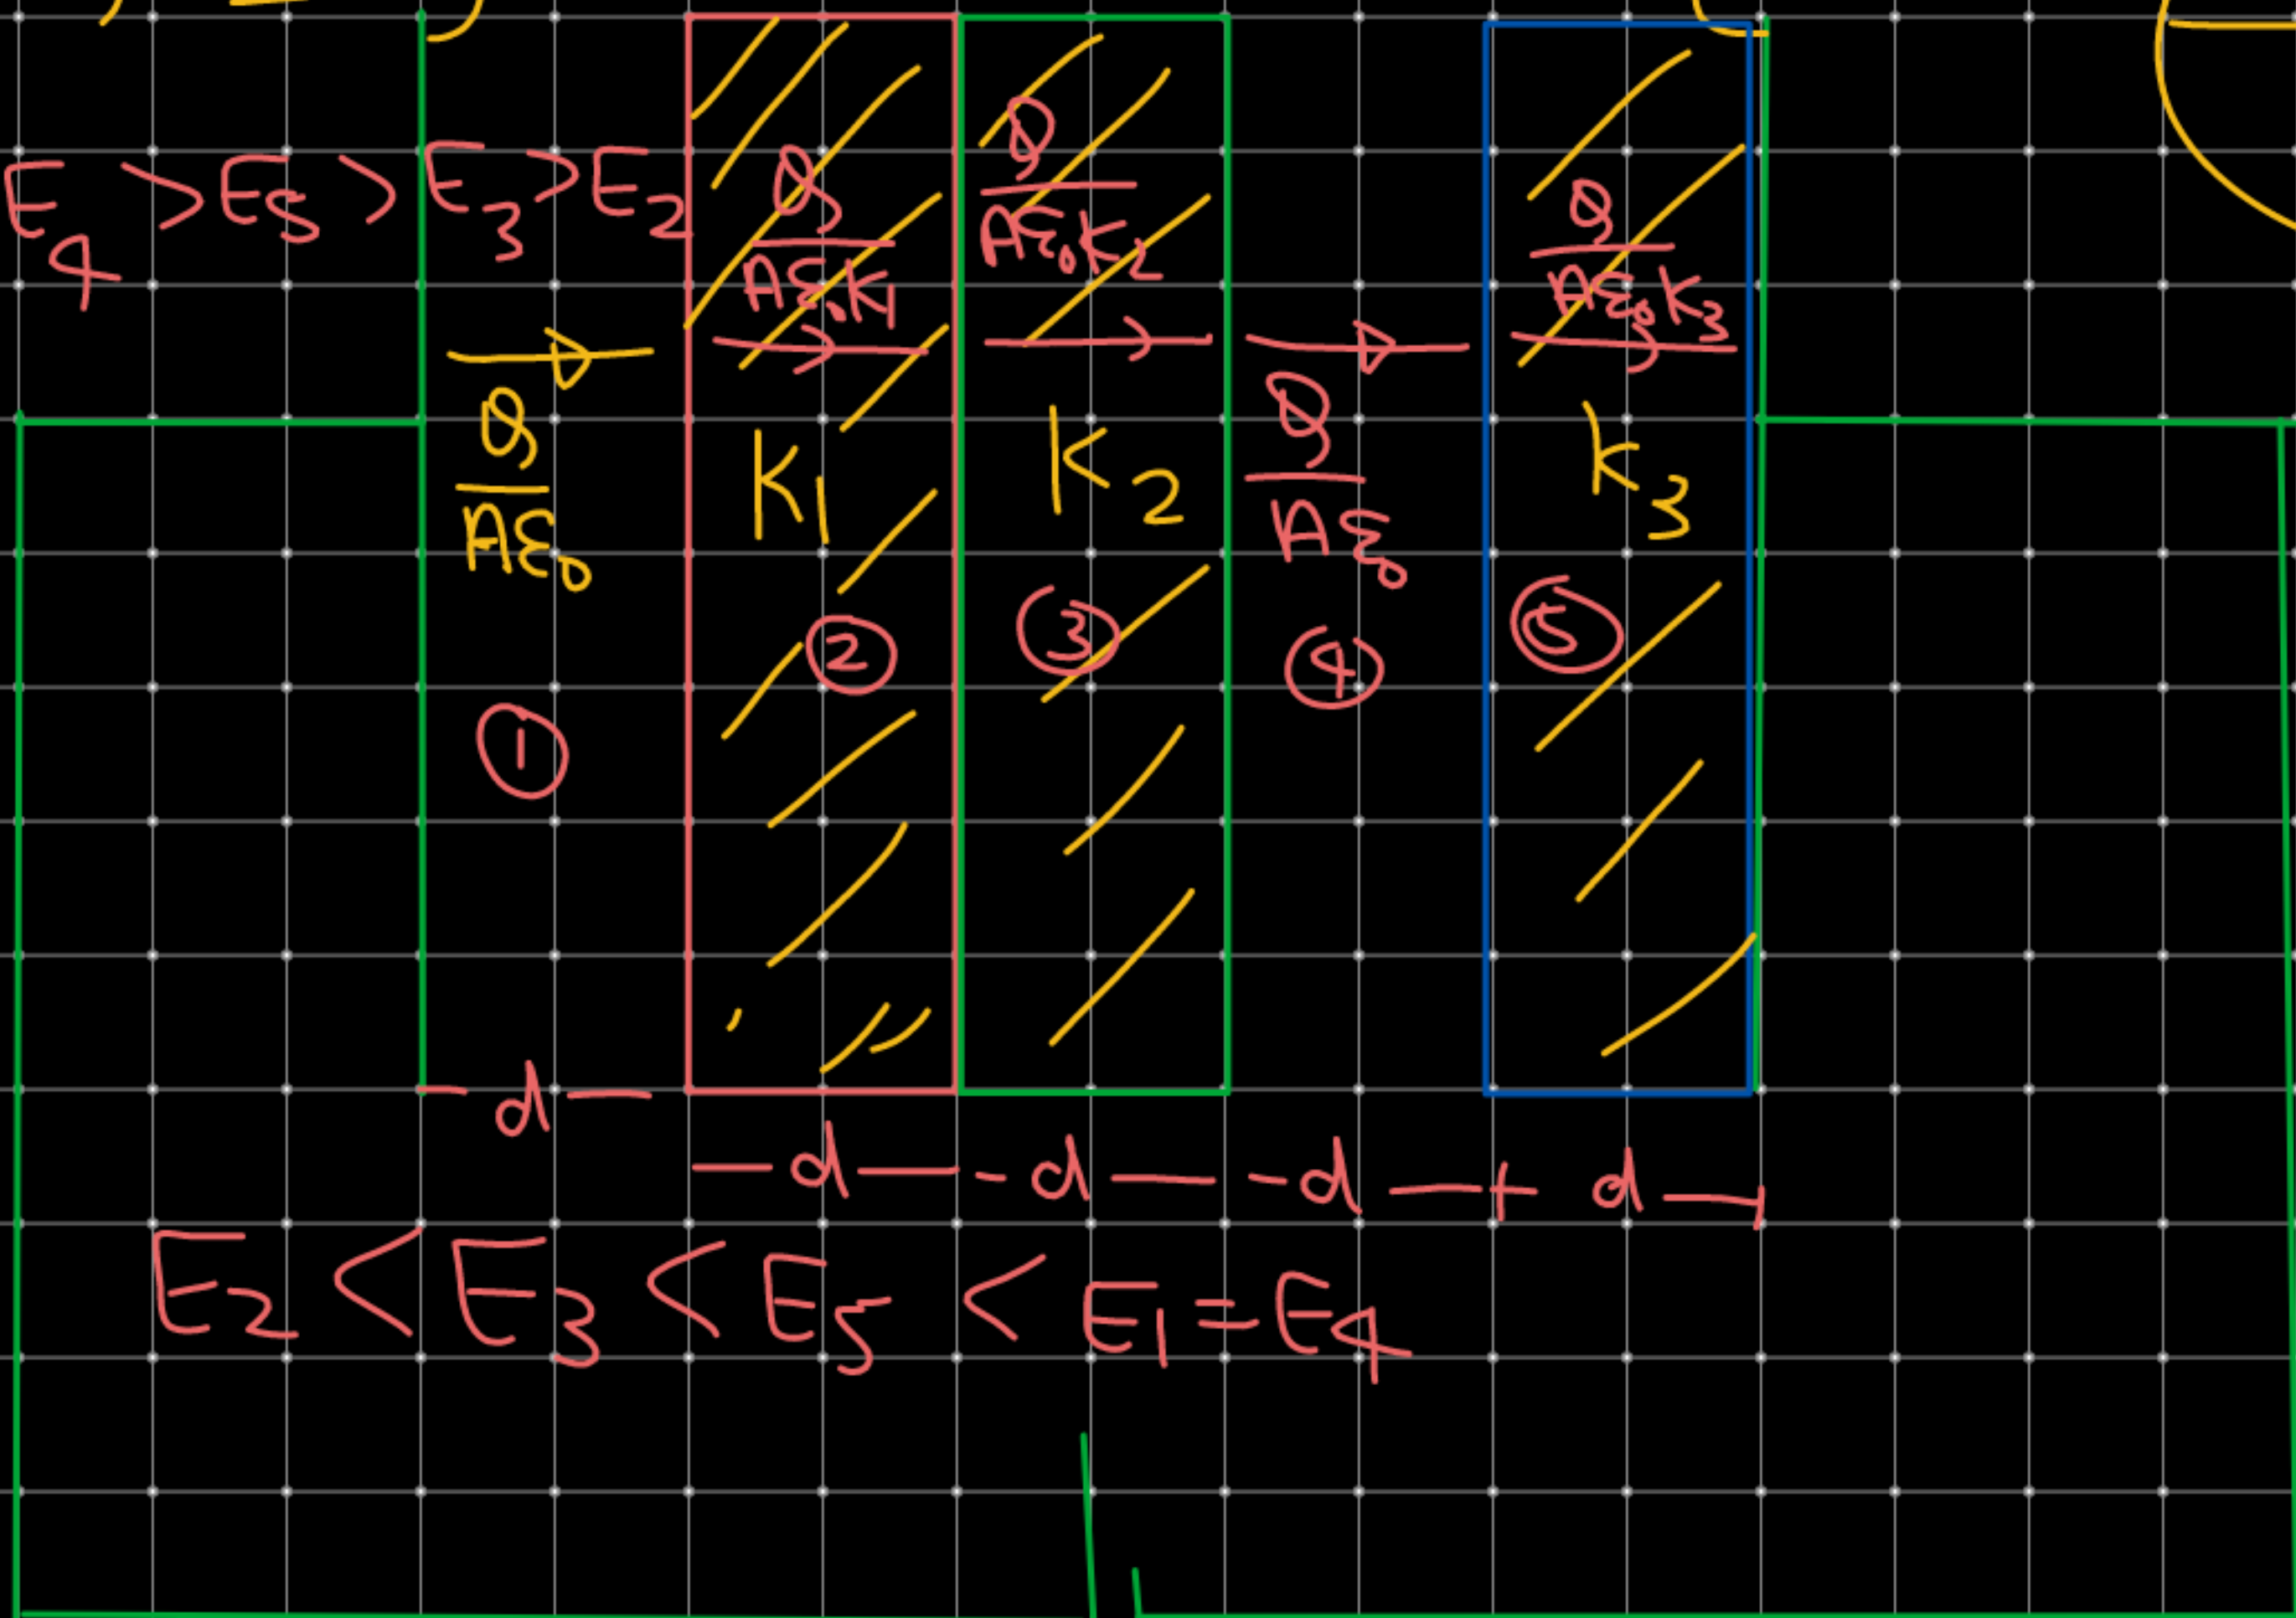 E₄ > E₅ > E₃ > E₂
Q/Aε₀
Q/Aε₀K₁
Q/Aε₀K₂
Q/Aε₀
Q/Aε₀K₃
K₁
K₂
K₃
①
②
③
④
⑤
d
d
d
d
d
E₂ < E₃ < E₅ < E₁ = E₄